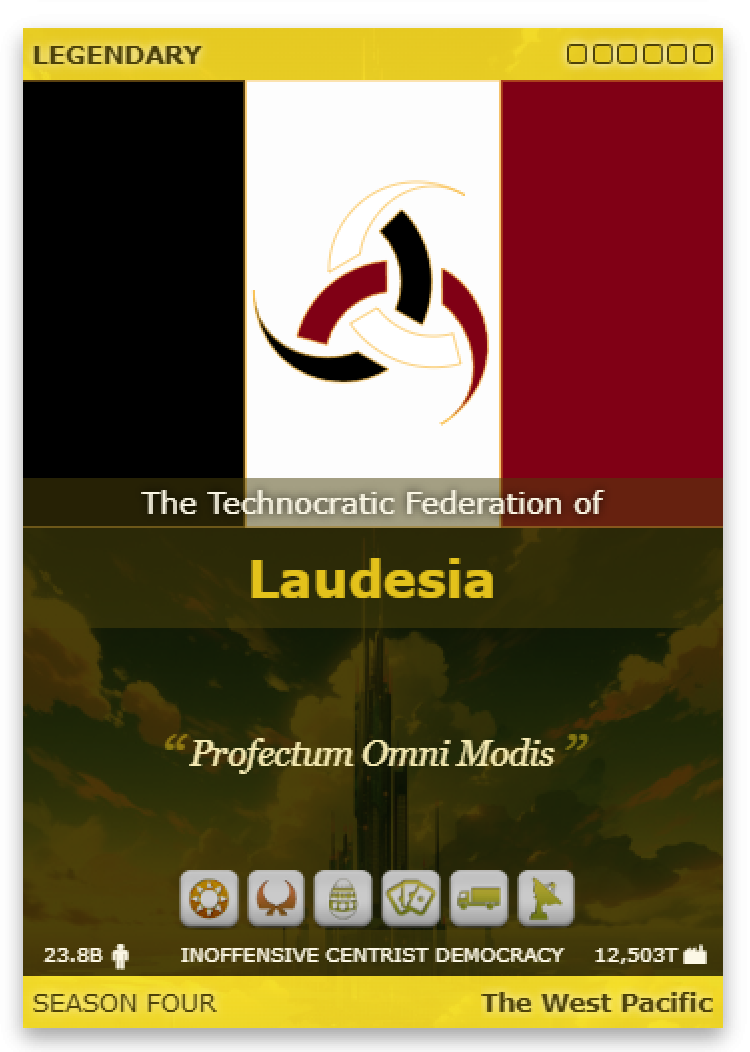 LEGENDARY
The Technocratic Federation of
Laudesia
“Profectum Omni Modis”
23.8B INOFFENSIVE CENTRIST DEMOCRACY 12,503T
SEASON FOUR The West Pacific